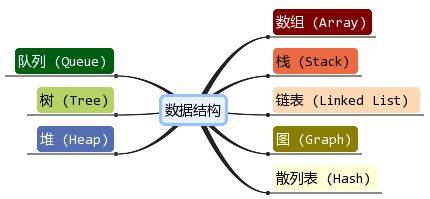 数组 (Array)
队列 (Queue)
栈 (Stack)
树 (Tree)
数据结构
链表 (Linked List)
堆 (Heap)
图 (Graph)
散列表 (Hash)